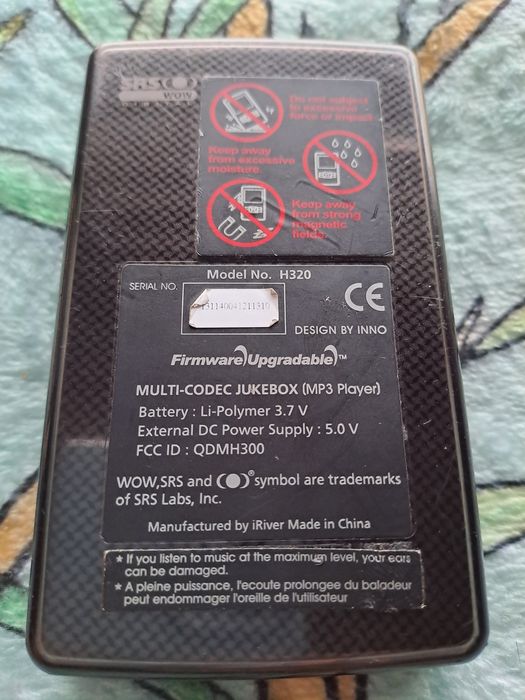 SRS
WOW
Do not subject
to excessive
force or impact.
Keep away
from excessive
moisture.
Keep away
from strong
magnetic
fields.
Model No. H320
SERIAL NO.
DESIGN BY INNO
CE
Firmware Upgradable™
MULTI-CODEC JUKEBOX (MP3 Player)
Battery : Li-Polymer 3.7 V
External DC Power Supply : 5.0 V
FCC ID : QDMH300
WOW,SRS and ® symbol are trademarks
of SRS Labs, Inc.
Manufactured by iRiver Made in China
* If you listen to music at the maximum level, your ears
can be damaged.
* A pleine puissance, l'ecoute prolongee du baladeur
peut endommager l'oreille de l'utilisateur